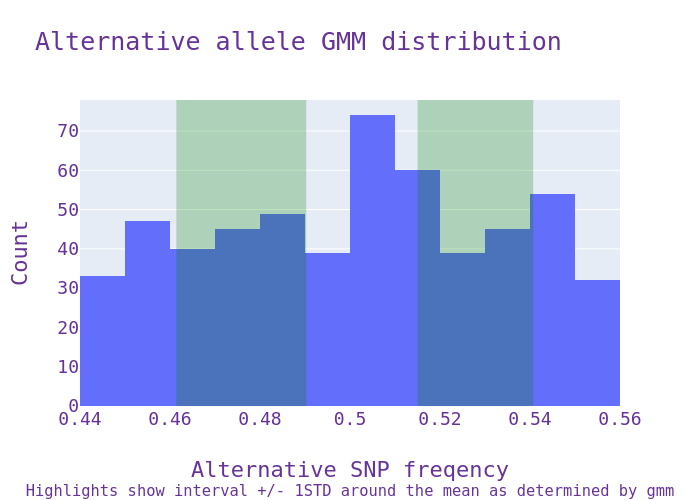 Alternative allele GMM distribution
70
60
50
40
30
20
10
0
Count
0.44 0.46 0.48 0.5 0.52 0.54 0.56
Alternative SNP freqency
Highlights show interval +/- 1STD around the mean as determined by gmm